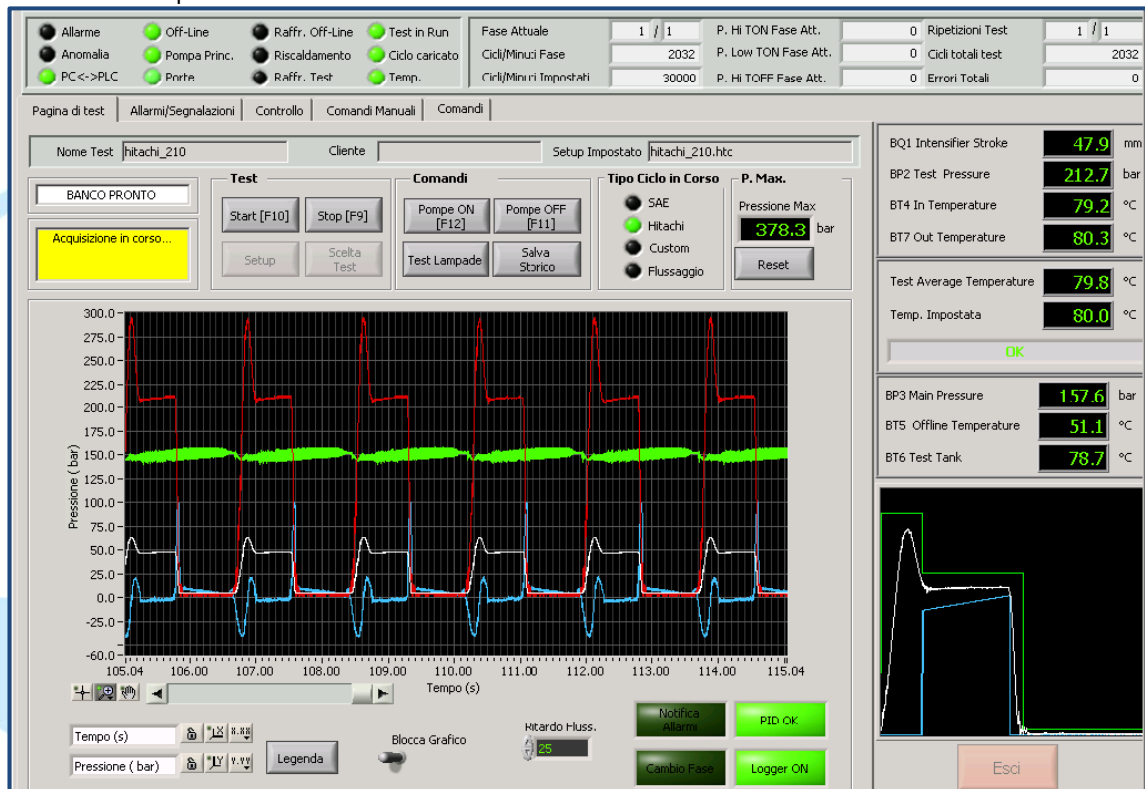 Allarme Off-Line Raffr. Off-Line Test in Run Fase Attuale 1 / 1 P. Hi TON Fase Att. 0 Ripetizioni Test 1 / 1
Anomalia Pompa Princ. Riscaldamento Ciclo caricato Cicli/Minuti Fase 2032 P. Low TON Fase Att. 0 Cicli totali test 2032
PC<->PLC Porte Raffr. Test Temp. Cicli/Minuti Impostati 30000 P. Hi TOFF Fase Att. 0 Errori Totali 0
Pagina di test Allarmi/Segnalazioni Controllo Comandi Manuali Comandi
Nome Test hitachi_210 Cliente Setup Impostato hitachi_210.htc
BANCO PRONTO
Acquisizione in corso...
Test
Start [F10] Stop [F9]
Setup Scelta Test
Comandi
Pompe ON [F12] Pompe OFF [F11]
Test Lampade Salva Storico
Tipo Ciclo in Corso
SAE
Hitachi
Custom
Flussaggio
P. Max.
Pressione Max
378.3 bar
Reset
BQ1 Intensifier Stroke 47.9 mm
BP2 Test Pressure 212.7 bar
BT4 In Temperature 79.2 °C
BT7 Out Temperature 80.3 °C
Test Average Temperature 79.8 °C
Temp. Impostata 80.0 °C
OK
BP3 Main Pressure 157.6 bar
BT5 Offline Temperature 51.1 °C
BT6 Test Tank 78.7 °C
Pressione ( bar)
300.0
275.0
250.0
225.0
200.0
175.0
150.0
125.0
100.0
75.0
50.0
25.0
0.0
-25.0
-60.0
105.04 106.00 107.00 108.00 109.00 110.00 111.00 112.00 113.00 115.04
Tempo (s)
Tempo (s) X.XX
Pressione ( bar) Y.YY
Legenda
Blocca Grafico
Ritardo Fluss.
25
Notifica Allarmi PID OK
Cambio Fase Logger ON
Esci